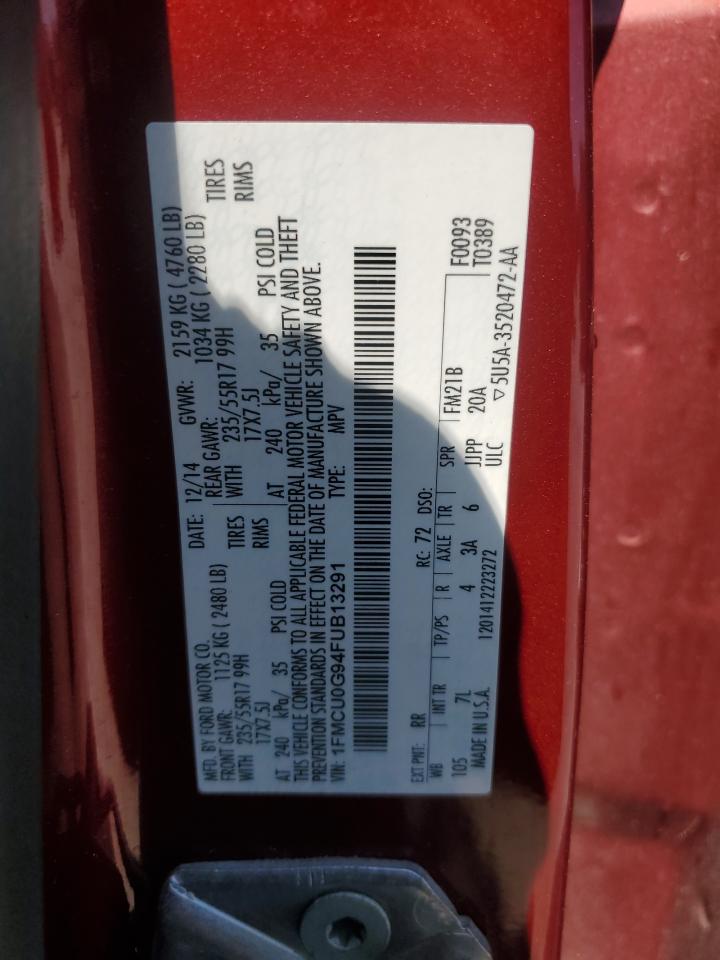 MFD. BY FORD MOTOR CO. DATE: 12/14 GVWR: 2159 KG ( 4760 LB)
FRONT GAWR: 1125 KG ( 2480 LB) REAR GAWR: 1034 KG ( 2280 LB)
WITH 235/55R17 99H TIRES WITH 235/55R17 99H TIRES
17X7.5J RIMS 17X7.5J RIMS
AT 240 kPa/ 35 PSI COLD AT 240 kPa/ 35 PSI COLD
THIS VEHICLE CONFORMS TO ALL APPLICABLE FEDERAL MOTOR VEHICLE SAFETY AND THEFT
PREVENTION STANDARDS IN EFFECT ON THE DATE OF MANUFACTURE SHOWN ABOVE.
VIN: 1FMCU0G94FUB13291 TYPE: MPV
EXT PNT: RR RC: 72 DSO: F0093
WB INT TR TP/PS R AXLE TR SPR FM21B T0389
105 7L 4 3A 6 JJPP 20A
MADE IN U.S.A. 1201412223272 ULC ▽5U5A-3520472-AA